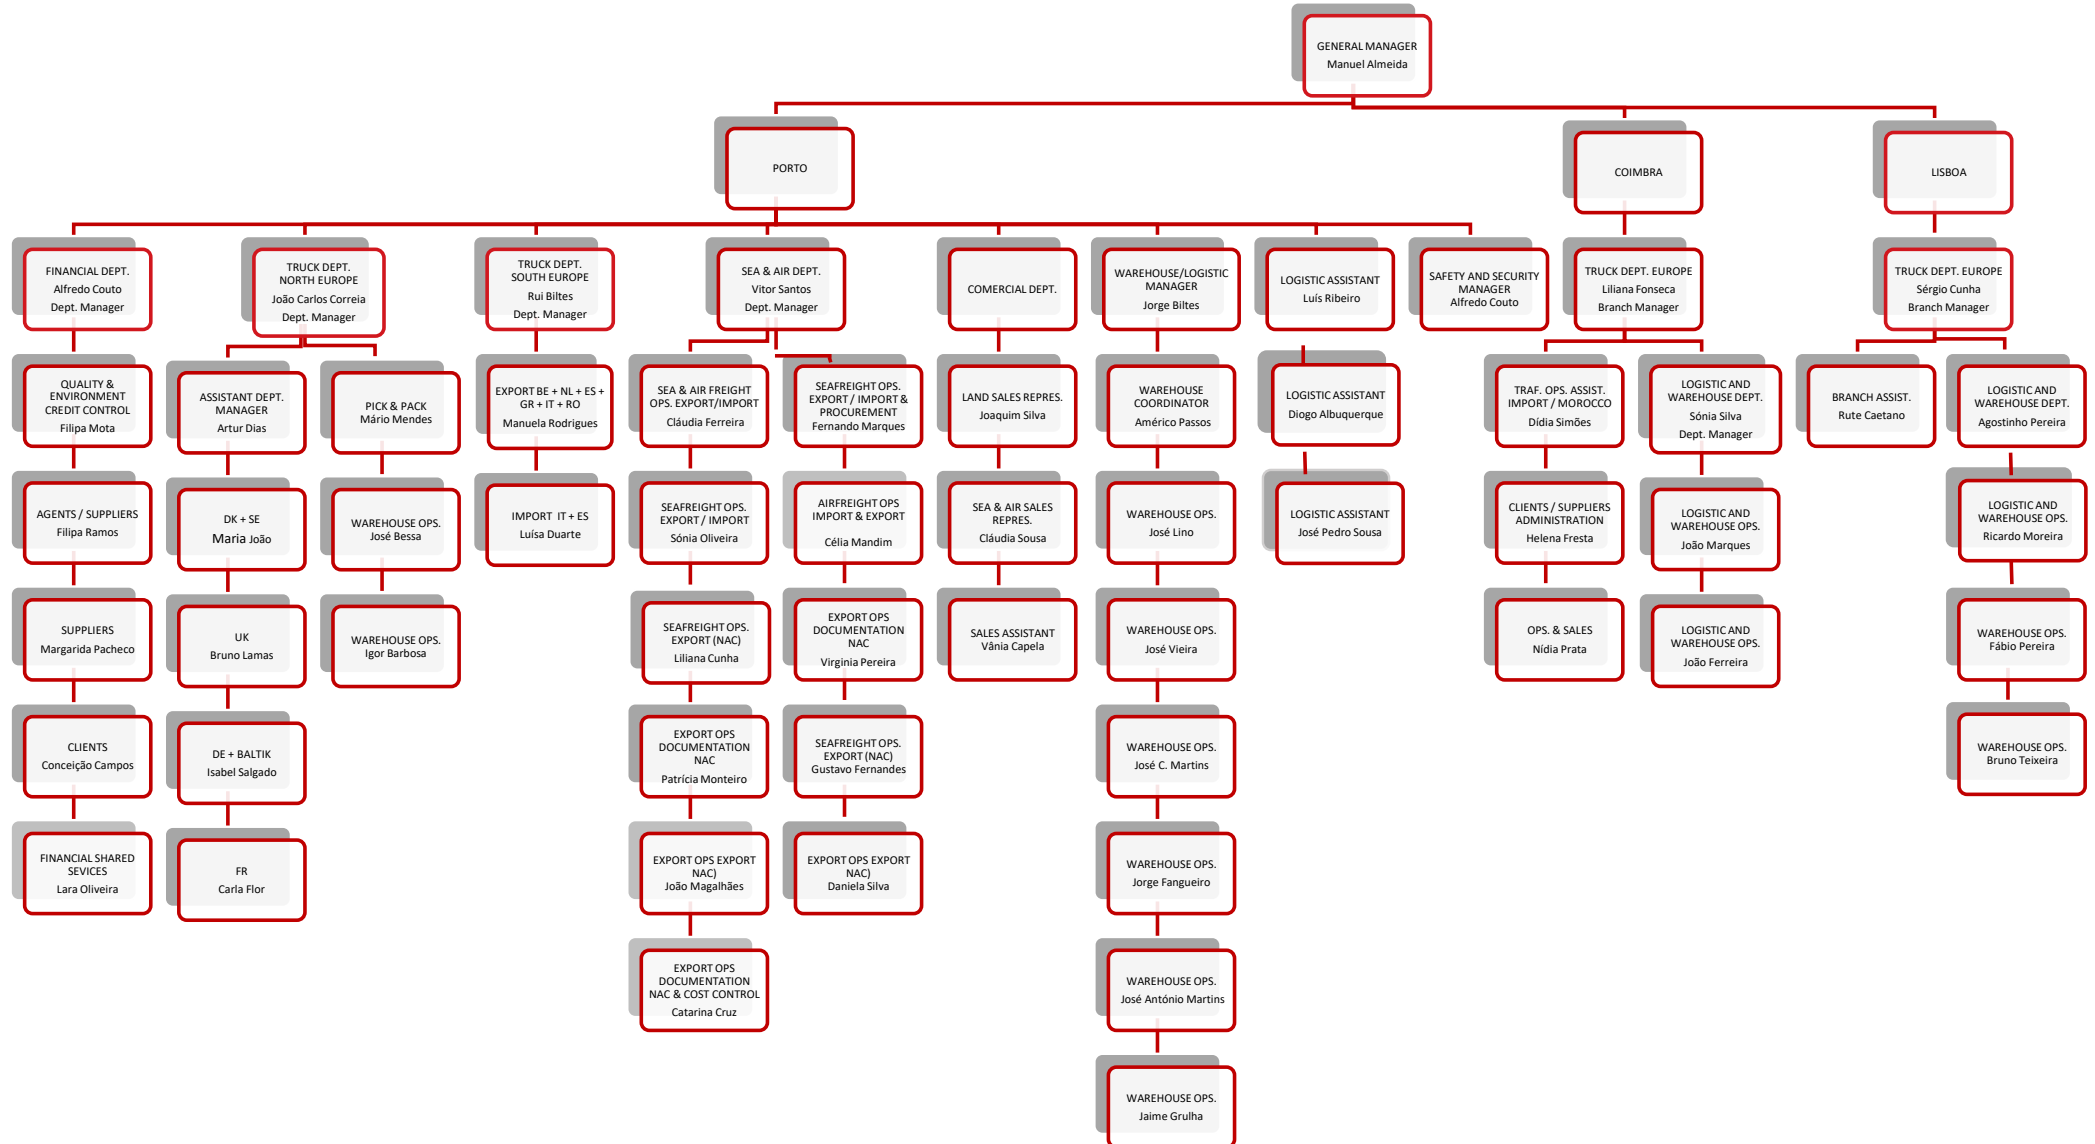 GENERAL MANAGER
Manuel Almeida
PORTO
COIMBRA
LISBOA
FINANCIAL DEPT.
Alfredo Couto
Dept. Manager
TRUCK DEPT.
NORTH EUROPE
João Carlos Correia
Dept. Manager
TRUCK DEPT.
SOUTH EUROPE
Rui Biltes
Dept. Manager
SEA & AIR DEPT.
Vitor Santos
Dept. Manager
COMERCIAL DEPT.
WAREHOUSE/LOGISTIC
MANAGER
Jorge Biltes
LOGISTIC ASSISTANT
Luís Ribeiro
SAFETY AND SECURITY
MANAGER
Alfredo Couto
TRUCK DEPT. EUROPE
Liliana Fonseca
Branch Manager
TRUCK DEPT. EUROPE
Sérgio Cunha
Branch Manager
QUALITY &
ENVIRONMENT
CREDIT CONTROL
Filipa Mota
ASSISTANT DEPT.
MANAGER
Artur Dias
PICK & PACK
Mário Mendes
EXPORT BE + NL + ES +
GR + IT + RO
Manuela Rodrigues
SEA & AIR FREIGHT
OPS. EXPORT/IMPORT
Cláudia Ferreira
SEAFREIGHT OPS.
EXPORT / IMPORT &
PROCUREMENT
Fernando Marques
LAND SALES REPRES.
Joaquim Silva
WAREHOUSE
COORDINATOR
Américo Passos
LOGISTIC ASSISTANT
Diogo Albuquerque
TRAF. OPS. ASSIST.
IMPORT / MOROCCO
Dídia Simões
LOGISTIC AND
WAREHOUSE DEPT.
Sónia Silva
Dept. Manager
BRANCH ASSIST.
Rute Caetano
LOGISTIC AND
WAREHOUSE DEPT.
Agostinho Pereira
AGENTS / SUPPLIERS
Filipa Ramos
DK + SE
Maria João
WAREHOUSE OPS.
José Bessa
IMPORT IT + ES
Luísa Duarte
SEAFREIGHT OPS.
EXPORT / IMPORT
Sónia Oliveira
AIRFREIGHT OPS
IMPORT & EXPORT
Célia Mandim
SEA & AIR SALES
REPRES.
Cláudia Sousa
WAREHOUSE OPS.
José Lino
LOGISTIC ASSISTANT
José Pedro Sousa
CLIENTS / SUPPLIERS
ADMINISTRATION
Helena Fresta
LOGISTIC AND
WAREHOUSE OPS.
João Marques
LOGISTIC AND
WAREHOUSE OPS.
Ricardo Moreira
SUPPLIERS
Margarida Pacheco
UK
Bruno Lamas
WAREHOUSE OPS.
Igor Barbosa
SEAFREIGHT OPS.
EXPORT (NAC)
Liliana Cunha
EXPORT OPS
DOCUMENTATION
NAC
Virginia Pereira
SALES ASSISTANT
Vânia Capela
WAREHOUSE OPS.
José Vieira
OPS. & SALES
Nídia Prata
LOGISTIC AND
WAREHOUSE OPS.
João Ferreira
WAREHOUSE OPS.
Fábio Pereira
CLIENTS
Conceição Campos
DE + BALTIK
Isabel Salgado
EXPORT OPS
DOCUMENTATION
NAC
Patrícia Monteiro
SEAFREIGHT OPS.
EXPORT (NAC)
Gustavo Fernandes
WAREHOUSE OPS.
José C. Martins
WAREHOUSE OPS.
Bruno Teixeira
FINANCIAL SHARED
SEVICES
Lara Oliveira
FR
Carla Flor
EXPORT OPS EXPORT
NAC)
João Magalhães
EXPORT OPS EXPORT
NAC)
Daniela Silva
WAREHOUSE OPS.
Jorge Fangueiro
EXPORT OPS
DOCUMENTATION
NAC & COST CONTROL
Catarina Cruz
WAREHOUSE OPS.
José António Martins
WAREHOUSE OPS.
Jaime Grulha